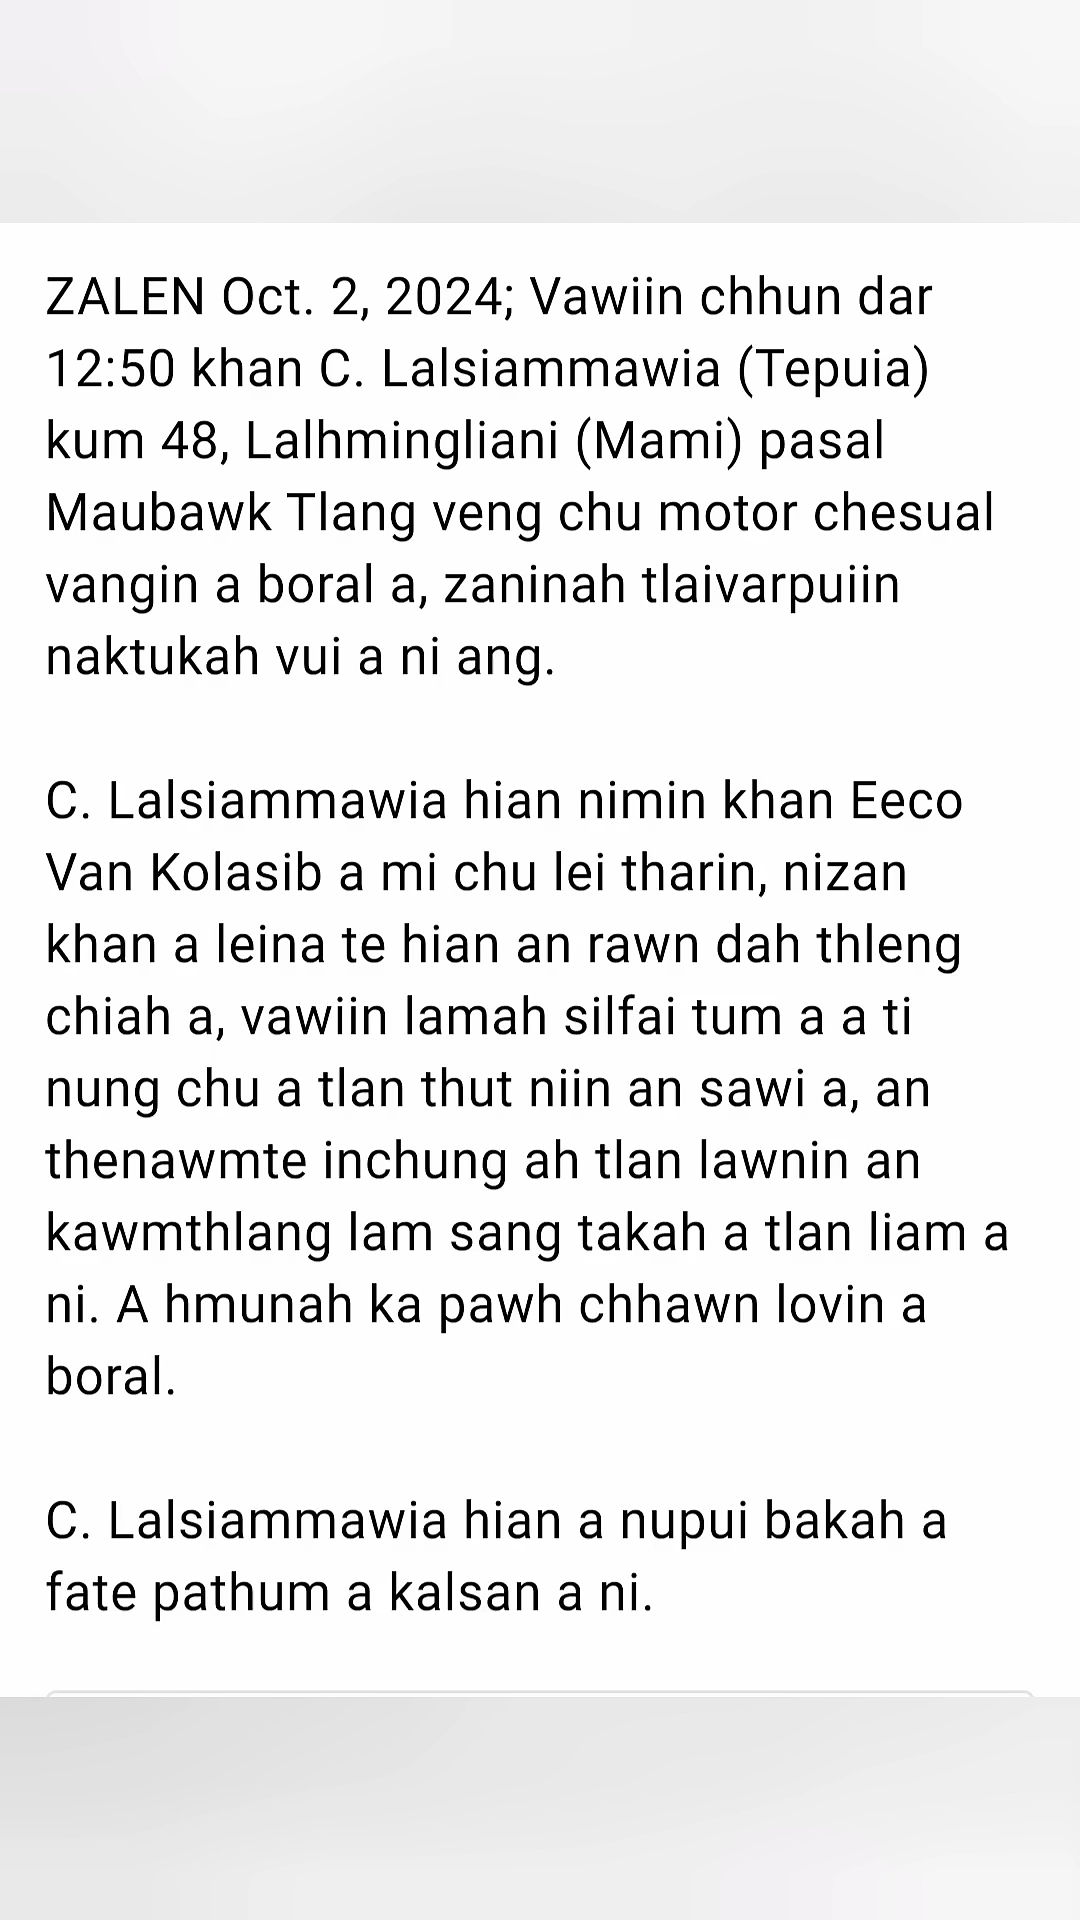 ZALEN Oct. 2, 2024; Vawiin chhun dar
12:50 khan C. Lalsiammawia (Tepuia)
kum 48, Lalhmingliani (Mami) pasal
Maubawk Tlang veng chu motor chesual
vangin a boral a, zaninah tlaivarpuiin
naktukah vui a ni ang.
C. Lalsiammawia hian nimin khan Eeco
Van Kolasib a mi chu lei tharin, nizan
khan a leina te hian an rawn dah thleng
chiah a, vawiin lamah silfai tum a a ti
nung chu a tlan thut niin an sawi a, an
thenawmte inchung ah tlan lawnin an
kawmthlang lam sang takah a tlan liam a
ni. A hmunah ka pawh chhawn lovin a
boral.
C. Lalsiammawia hian a nupui bakah a
fate pathum a kalsan a ni.